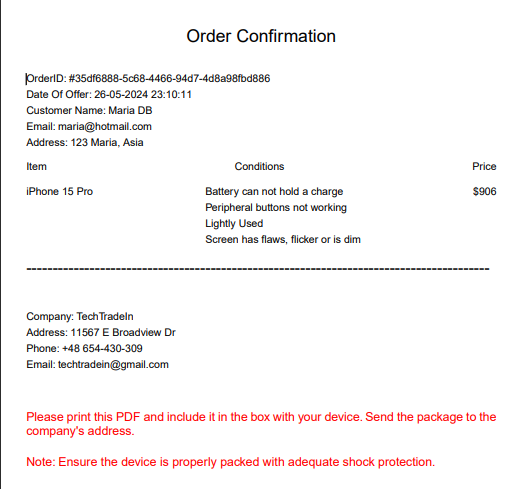 Order Confirmation
OrderID: #35df6888-5c68-4466-94d7-4d8a98fbd886
Date Of Offer: 26-05-2024 23:10:11
Customer Name: Maria DB
Email: maria@hotmail.com
Address: 123 Maria, Asia
Item Conditions Price
iPhone 15 Pro Battery can not hold a charge $906
Peripheral buttons not working
Lightly Used
Screen has flaws, flicker or is dim
------------------------------------------------------------------------------------------
Company: TechTradeIn
Address: 11567 E Broadview Dr
Phone: +48 654-430-309
Email: techtradein@gmail.com
Please print this PDF and include it in the box with your device. Send the package to the
company's address.
Note: Ensure the device is properly packed with adequate shock protection.